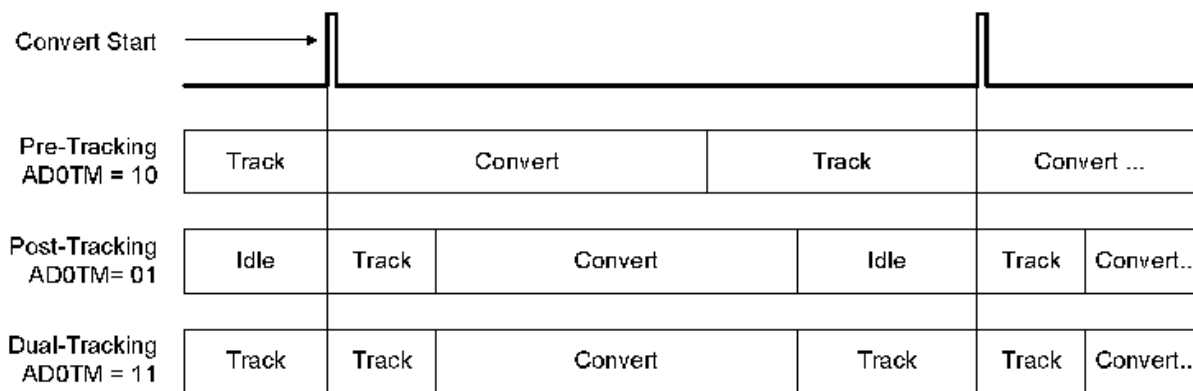 Convert Start
Pre-Tracking
AD0TM = 10
Track
Convert
Track
Convert ...
Post-Tracking
AD0TM= 01
Idle
Track
Convert
Idle
Track
Convert..
Dual-Tracking
AD0TM = 11
Track
Track
Convert
Track
Track
Convert..